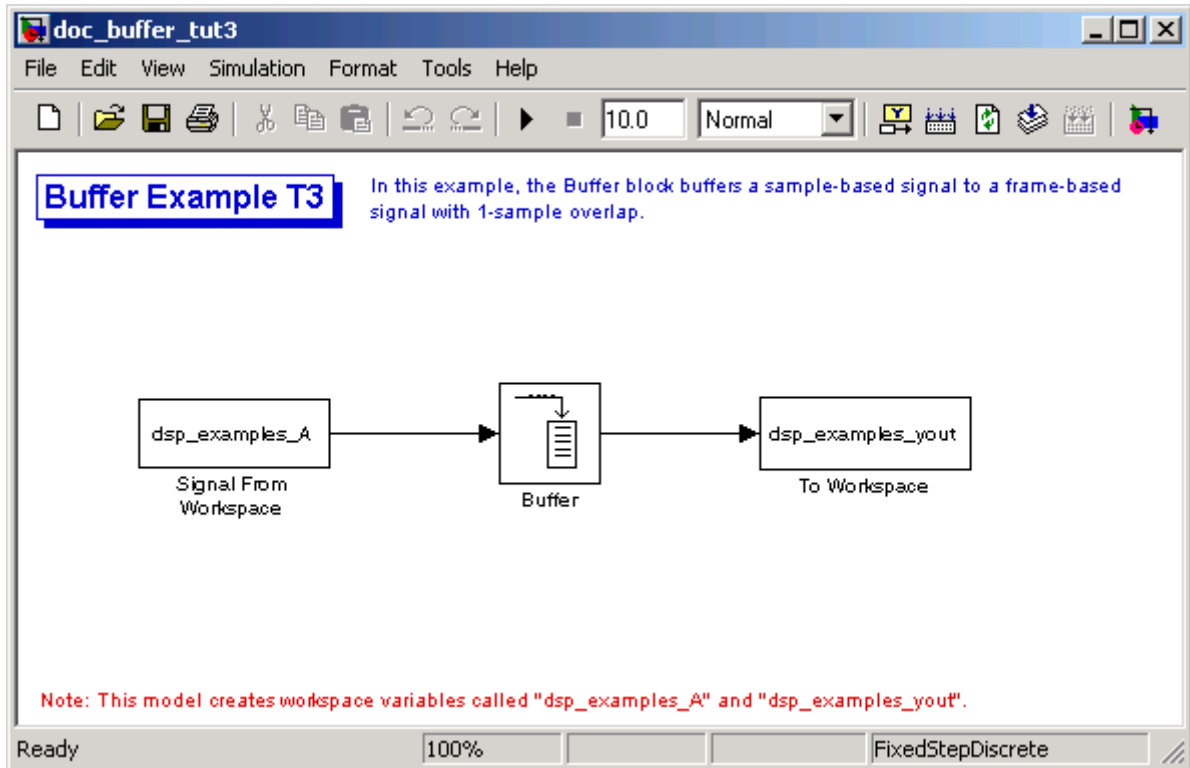 doc_buffer_tut3
File Edit View Simulation Format Tools Help
10.0 Normal
Buffer Example T3
In this example, the Buffer block buffers a sample-based signal to a frame-based
signal with 1-sample overlap.
dsp_examples_A
Signal From
Workspace
Buffer
dsp_examples_yout
To Workspace
Note: This model creates workspace variables called "dsp_examples_A" and "dsp_examples_yout".
Ready 100% FixedStepDiscrete